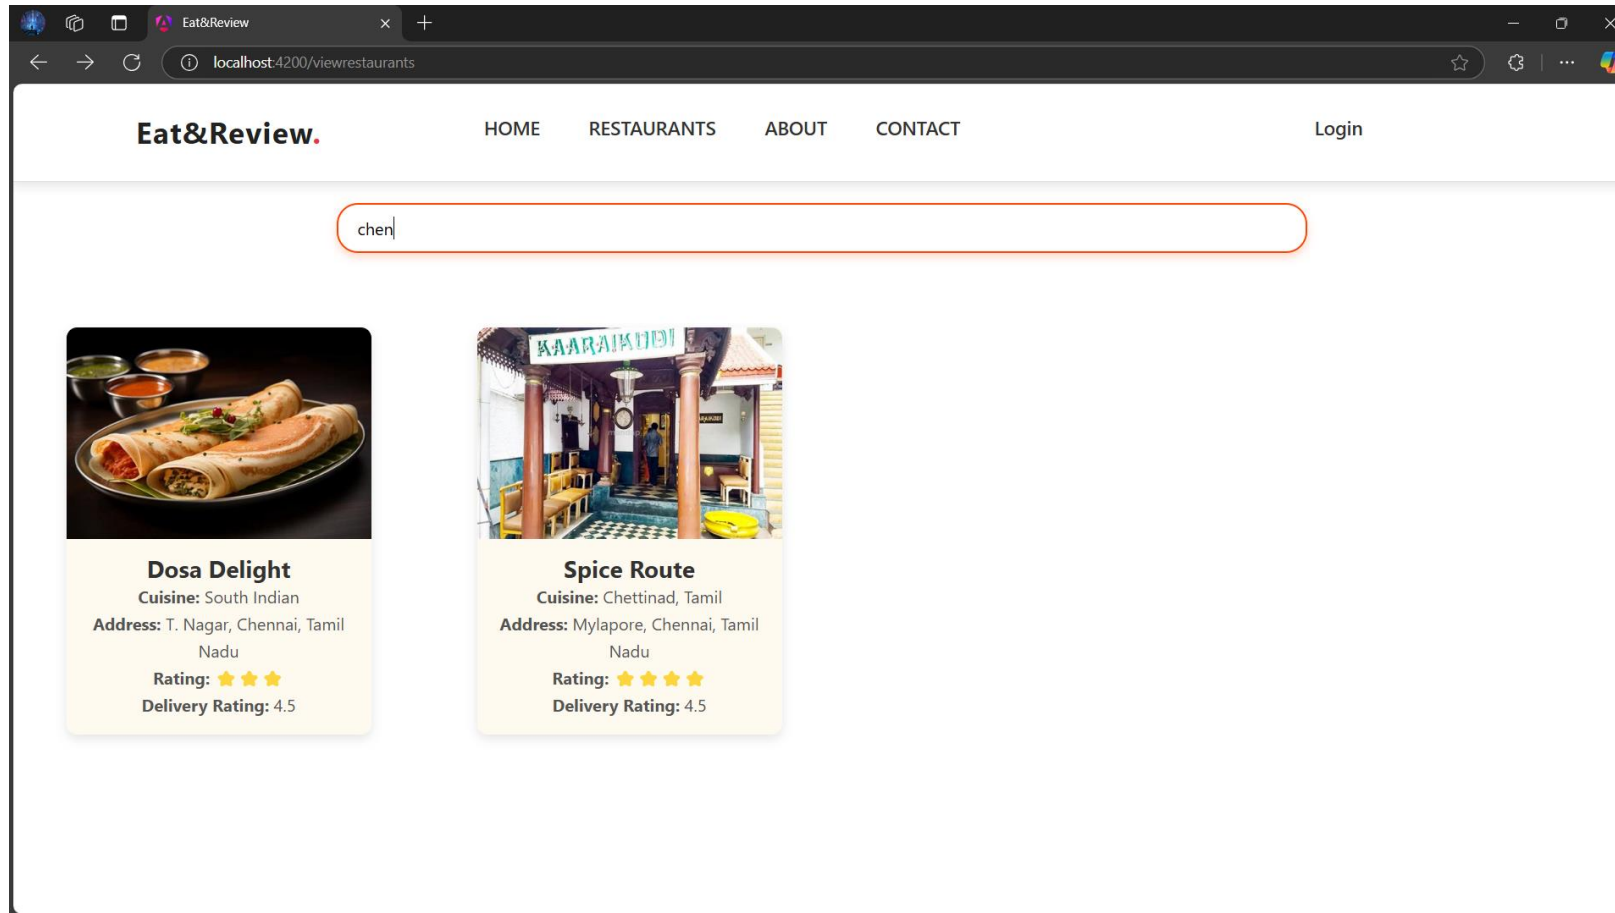 Eat&Review
localhost:4200/viewrestaurants
Eat&Review.
HOME
RESTAURANTS
ABOUT
CONTACT
Login
chen
KAARAIKUDI
Dosa Delight
Cuisine: South Indian
Address: T. Nagar, Chennai, Tamil
Nadu
Rating:
Delivery Rating: 4.5
Spice Route
Cuisine: Chettinad, Tamil
Address: Mylapore, Chennai, Tamil
Nadu
Rating:
Delivery Rating: 4.5